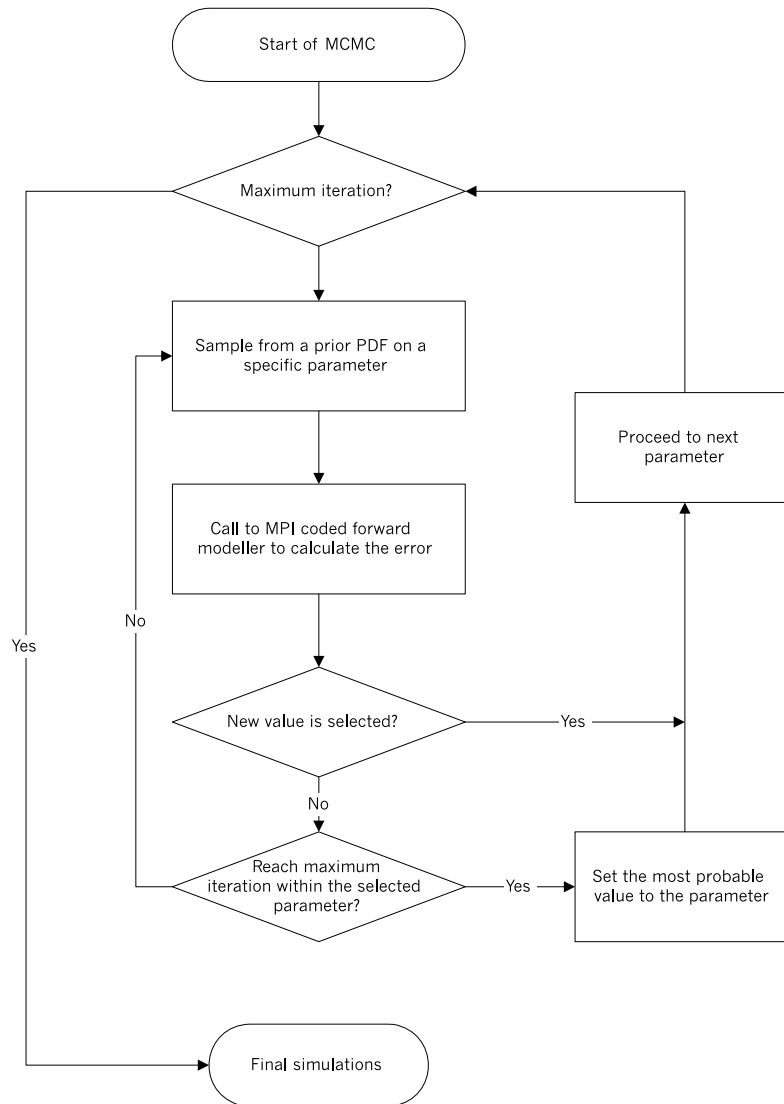 Start of MCMC
Maximum iteration?
Sample from a prior PDF on a
specific parameter
Proceed to next
parameter
Call to MPI coded forward
modeller to calculate the error
No
Yes
New value is selected?
Yes
No
Reach maximum
iteration within the selected
parameter?
Yes
Set the most probable
value to the parameter
Final simulations